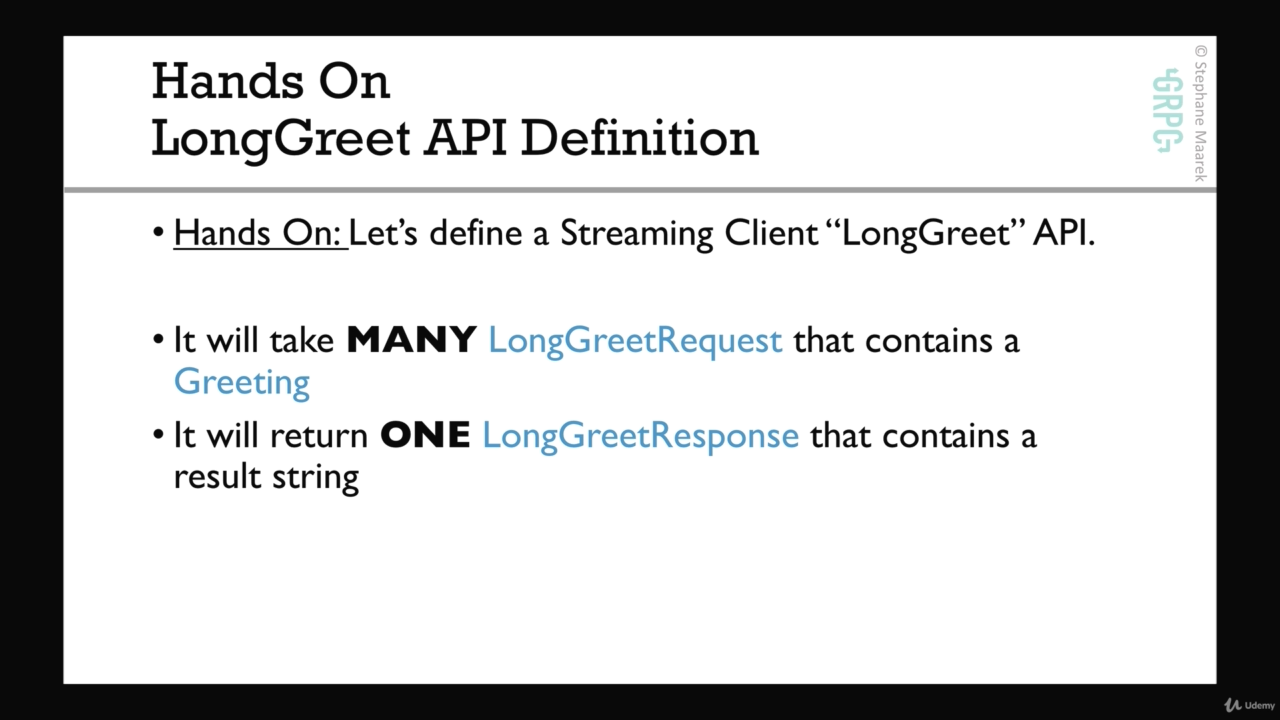 Hands On
LongGreet API Definition
© Stephane Maarek
GRPC
• Hands On: Let’s define a Streaming Client “LongGreet” API.
• It will take MANY LongGreetRequest that contains a
Greeting
• It will return ONE LongGreetResponse that contains a
result string
Udemy